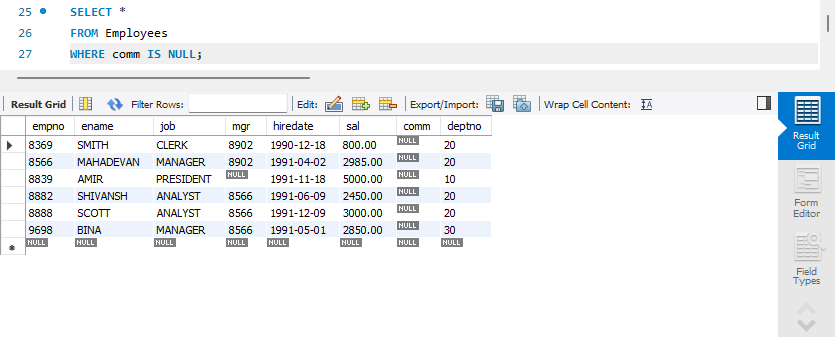 25 SELECT *
26 FROM Employees
27 WHERE comm IS NULL;
Result Grid Filter Rows: Edit: Export/Import: Wrap Cell Content: IA
empno ename job mgr hiredate sal comm deptno
8369 SMITH CLERK 8902 1990-12-18 800.00 NULL 20
8566 MAHADEVAN MANAGER 8902 1991-04-02 2985.00 NULL 20
8839 AMIR PRESIDENT NULL 1991-11-18 5000.00 NULL 10
8882 SHIVANSH ANALYST 8566 1991-06-09 2450.00 NULL 20
8888 SCOTT ANALYST 8566 1991-12-09 3000.00 NULL 20
9698 BINA MANAGER 8566 1991-05-01 2850.00 NULL 30
NULL NULL NULL NULL NULL NULL NULL NULL
Result
Grid
Form
Editor
Field
Types